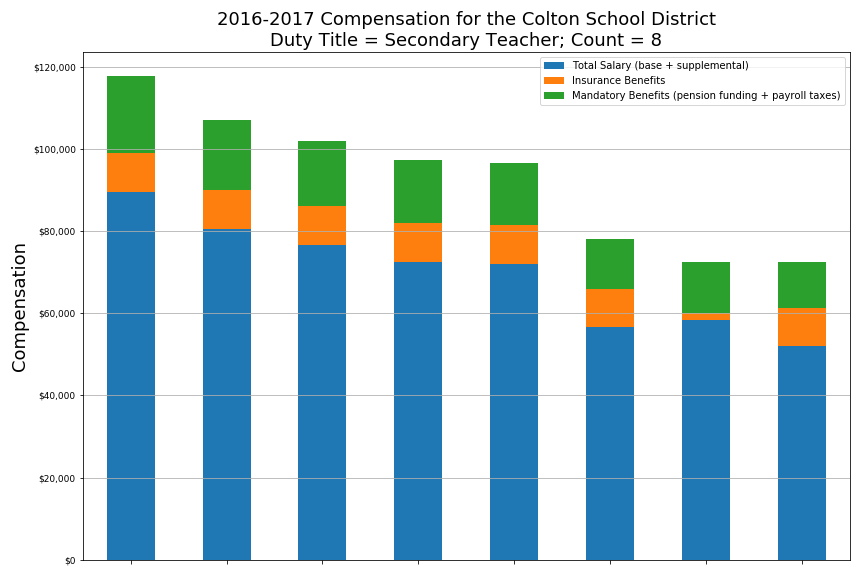 2016-2017 Compensation for the Colton School District
Duty Title = Secondary Teacher; Count = 8
Total Salary (base + supplemental)
Insurance Benefits
Mandatory Benefits (pension funding + payroll taxes)
Compensation
$120,000
$100,000
$80,000
$60,000
$40,000
$20,000
$0